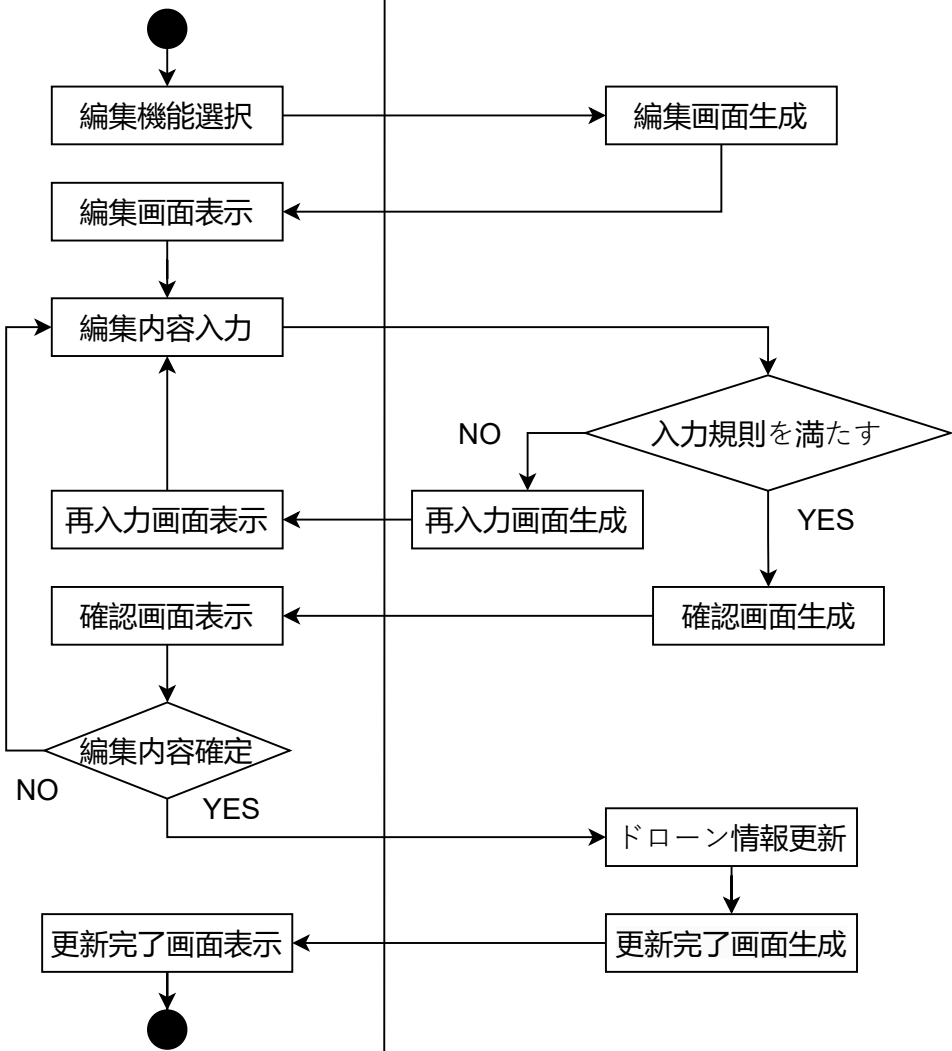 編集機能選択
編集画面生成
編集画面表示
編集内容入力
入力規則を満たす
NO
再入力画面表示
再入力画面生成
YES
確認画面表示
確認画面生成
編集内容確定
NO
YES
ドローン情報更新
更新完了画面表示
更新完了画面生成